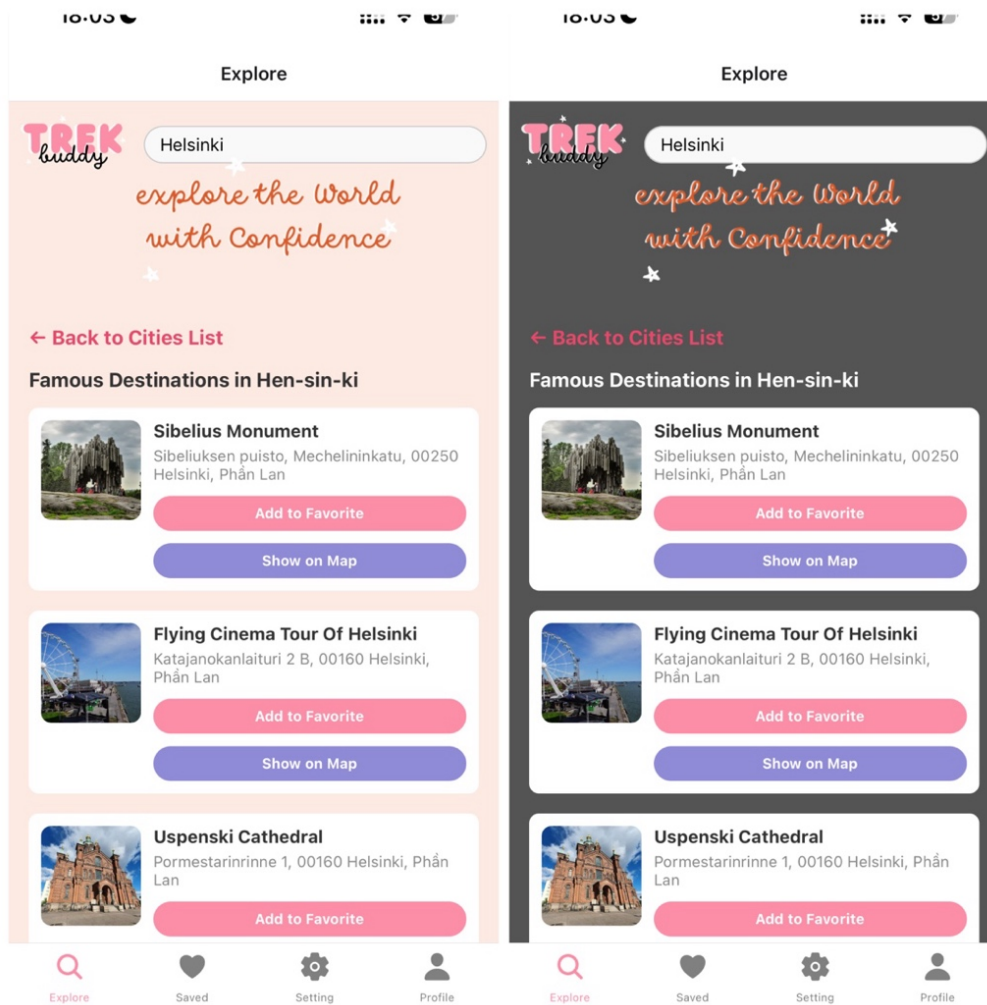 18:03
Explore
TREK
buddy
Helsinki
explore the World
with Confidence
← Back to Cities List
Famous Destinations in Hen-sin-ki
Sibelius Monument
Sibeliuksen puisto, Mechelininkatu, 00250
Helsinki, Phần Lan
Add to Favorite
Show on Map
Flying Cinema Tour Of Helsinki
Katajanokanlaituri 2 B, 00160 Helsinki,
Phần Lan
Add to Favorite
Show on Map
Uspenski Cathedral
Pormestarinrinne 1, 00160 Helsinki, Phần
Lan
Add to Favorite
Explore
Saved
Setting
Profile
18:03
Explore
TREK
buddy
Helsinki
explore the World
with Confidence
← Back to Cities List
Famous Destinations in Hen-sin-ki
Sibelius Monument
Sibeliuksen puisto, Mechelininkatu, 00250
Helsinki, Phần Lan
Add to Favorite
Show on Map
Flying Cinema Tour Of Helsinki
Katajanokanlaituri 2 B, 00160 Helsinki,
Phần Lan
Add to Favorite
Show on Map
Uspenski Cathedral
Pormestarinrinne 1, 00160 Helsinki, Phần
Lan
Add to Favorite
Explore
Saved
Setting
Profile